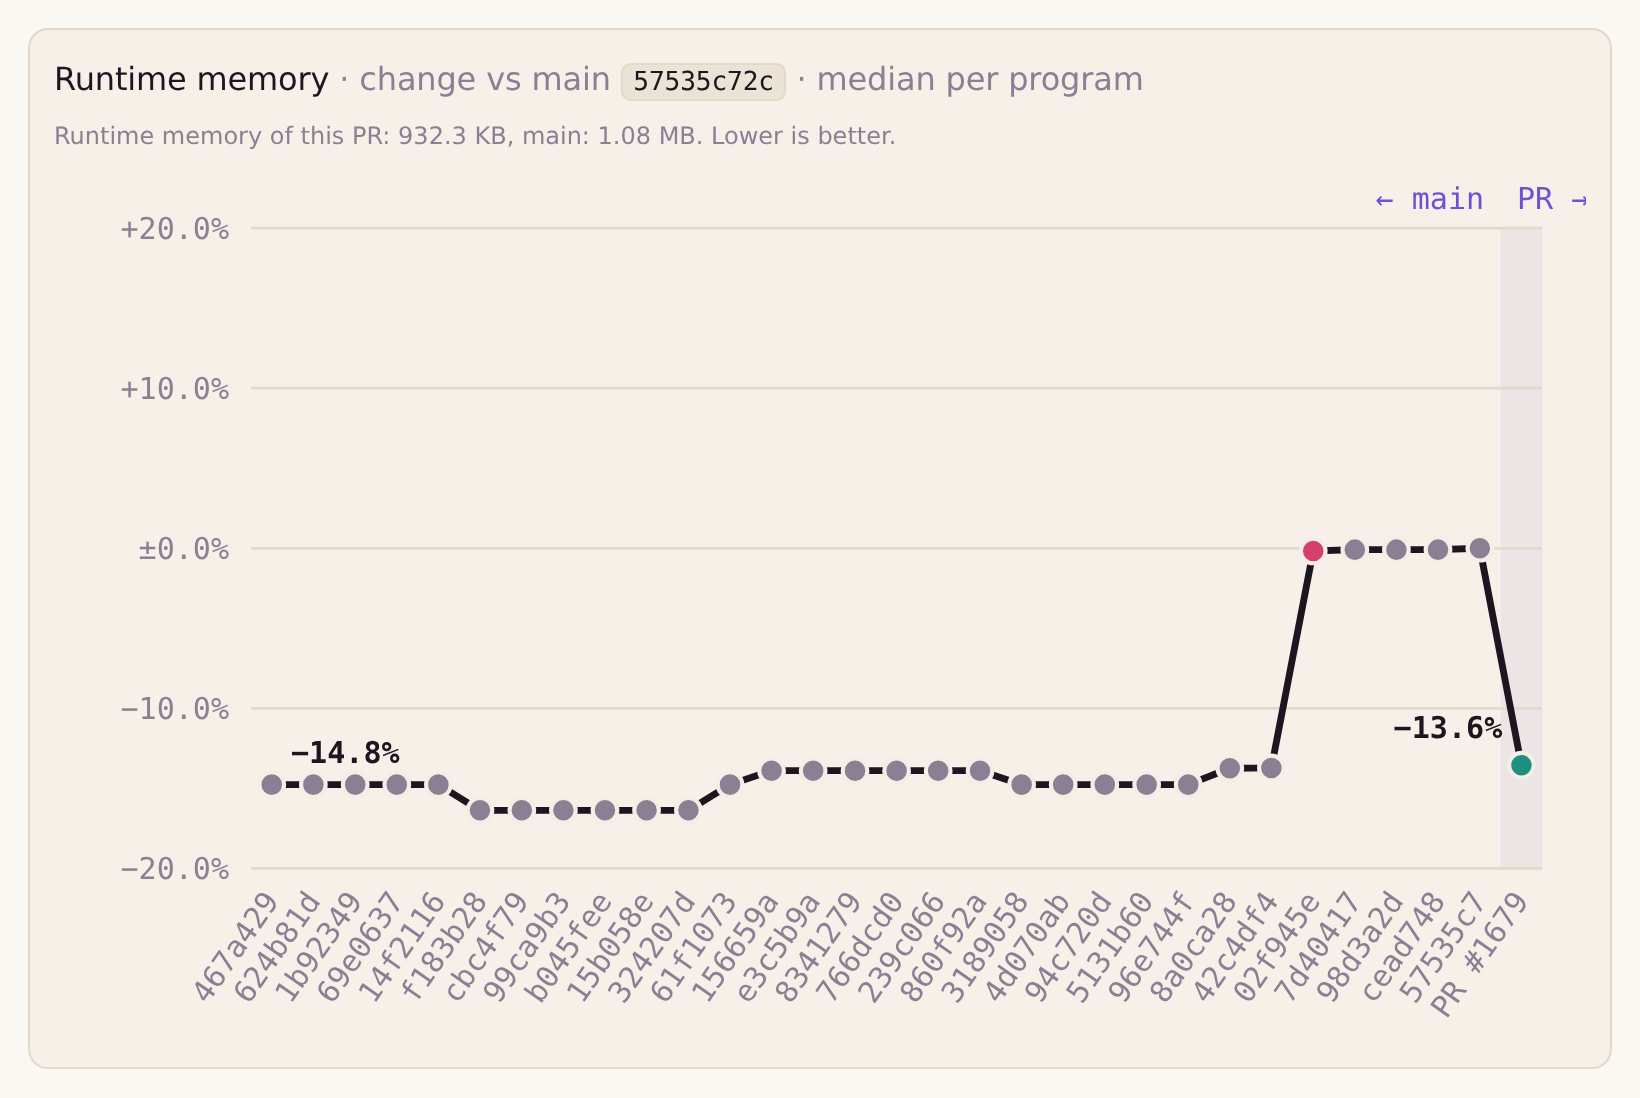 Runtime memory · change vs main 57535c72c · median per program
Runtime memory of this PR: 932.3 KB, main: 1.08 MB. Lower is better.
← main PR →
+20.0%
+10.0%
±0.0%
−10.0%
−20.0%
−14.8%
−13.6%
467a429
624b81d
1b92349
69e0637
14f2116
f183b28
cbc4f79
99ca9b3
b045fee
15b058e
324207d
61f1073
156659a
e3c5b9a
8341279
766dcd0
239c066
860f92a
3189058
4d070ab
94c720d
5131b60
96e744f
8a0ca28
42c4df4
02f945e
7d40417
98d3a2d
cead748
57535c7
PR #1679